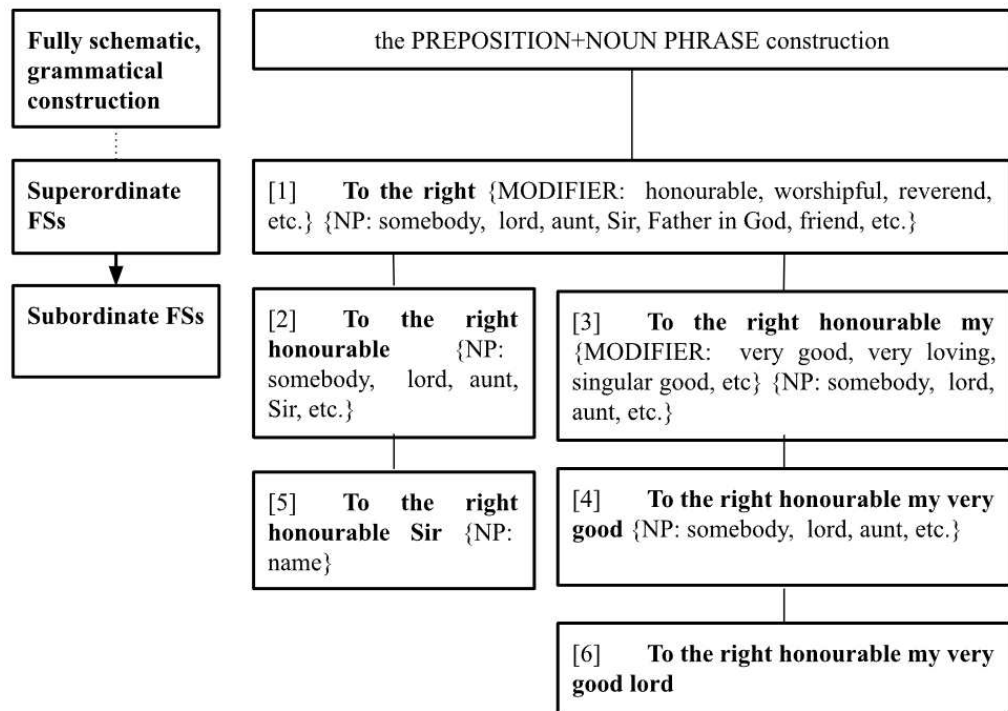 Fully schematic,
grammatical
construction
the PREPOSITION+NOUN PHRASE construction
Superordinate
FSs
[1] To the right {MODIFIER: honourable, worshipful, reverend,
etc.} {NP: somebody, lord, aunt, Sir, Father in God, friend, etc.}
Subordinate FSs
[2] To the right
honourable {NP:
somebody, lord, aunt,
Sir, etc.}
[3] To the right honourable my
{MODIFIER: very good, very loving,
singular good, etc} {NP: somebody, lord,
aunt, etc.}
[5] To the right
honourable Sir {NP:
name}
[4] To the right honourable my very
good {NP: somebody, lord, aunt, etc.}
[6] To the right honourable my very
good lord